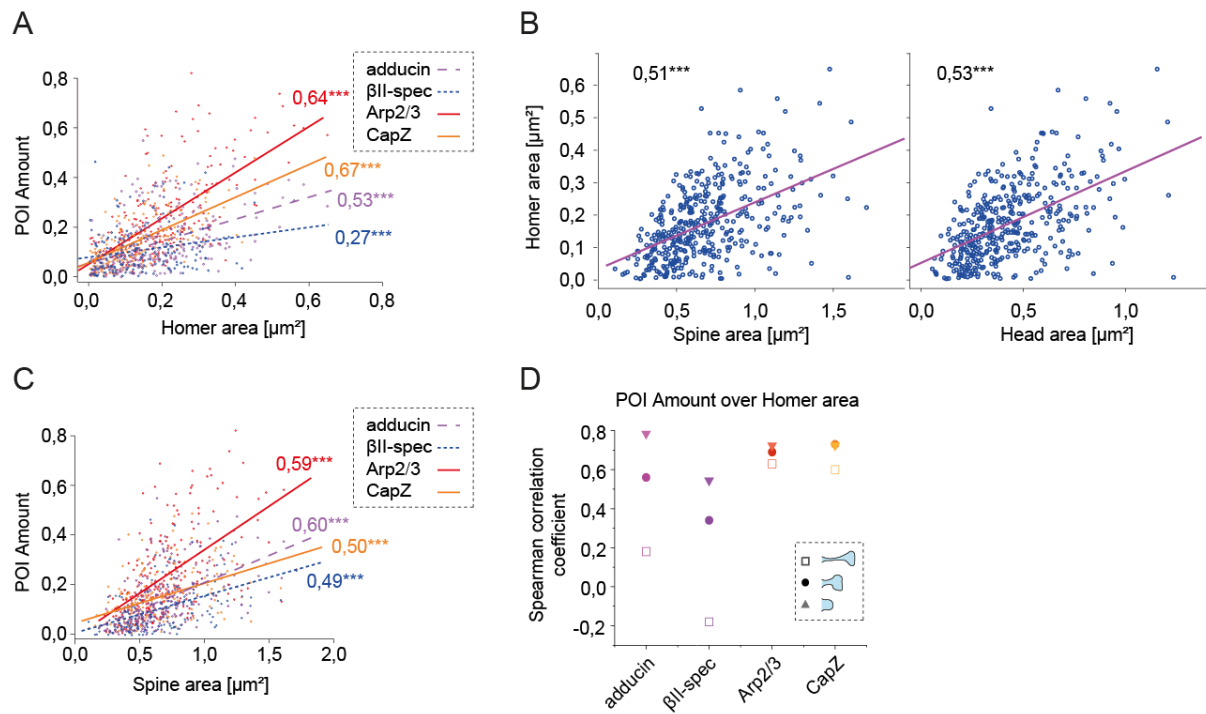 A
POI Amount
0,8
0,6
0,4
0,2
0,0
0,0 0,2 0,4 0,6 0,8
Homer area [µm²]
adducin
βII-spec
Arp2/3
CapZ
0,64***
0,67***
0,53***
0,27***
B
Homer area [µm²]
0,6
0,5
0,4
0,3
0,2
0,1
0,0
0,51***
0,0 0,5 1,0 1,5
Spine area [µm²]
0,53***
0,0 0,5 1,0
Head area [µm²]
C
POI Amount
0,8
0,6
0,4
0,2
0,0
0,0 0,5 1,0 1,5 2,0
Spine area [µm²]
adducin
βII-spec
Arp2/3
CapZ
0,59***
0,60***
0,50***
0,49***
D
POI Amount over Homer area
Spearman correlation
coefficient
0,8
0,6
0,4
0,2
0,0
-0,2
adducin
βII-spec
Arp2/3
CapZ